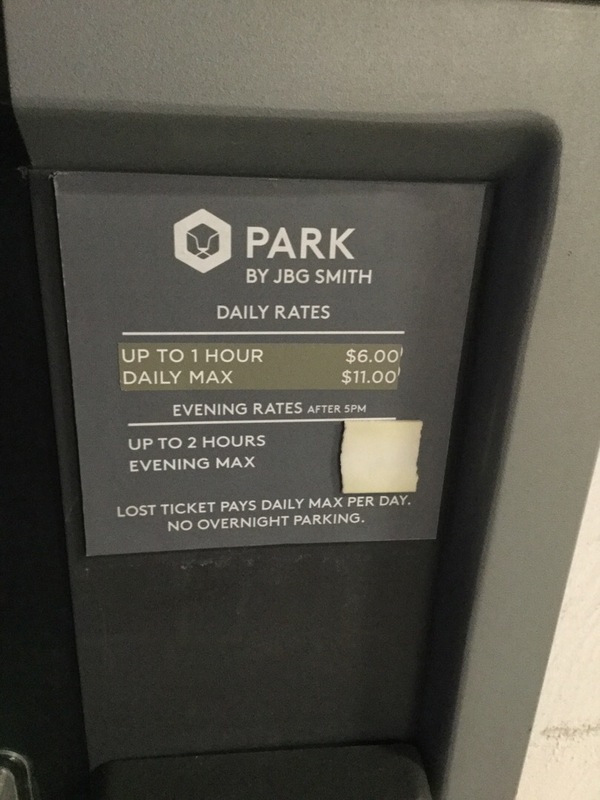 PARK
BY JBG SMITH
DAILY RATES
UP TO 1 HOUR $6.00
DAILY MAX $11.00
EVENING RATES AFTER 5PM
UP TO 2 HOURS
EVENING MAX
LOST TICKET PAYS DAILY MAX PER DAY.
NO OVERNIGHT PARKING.